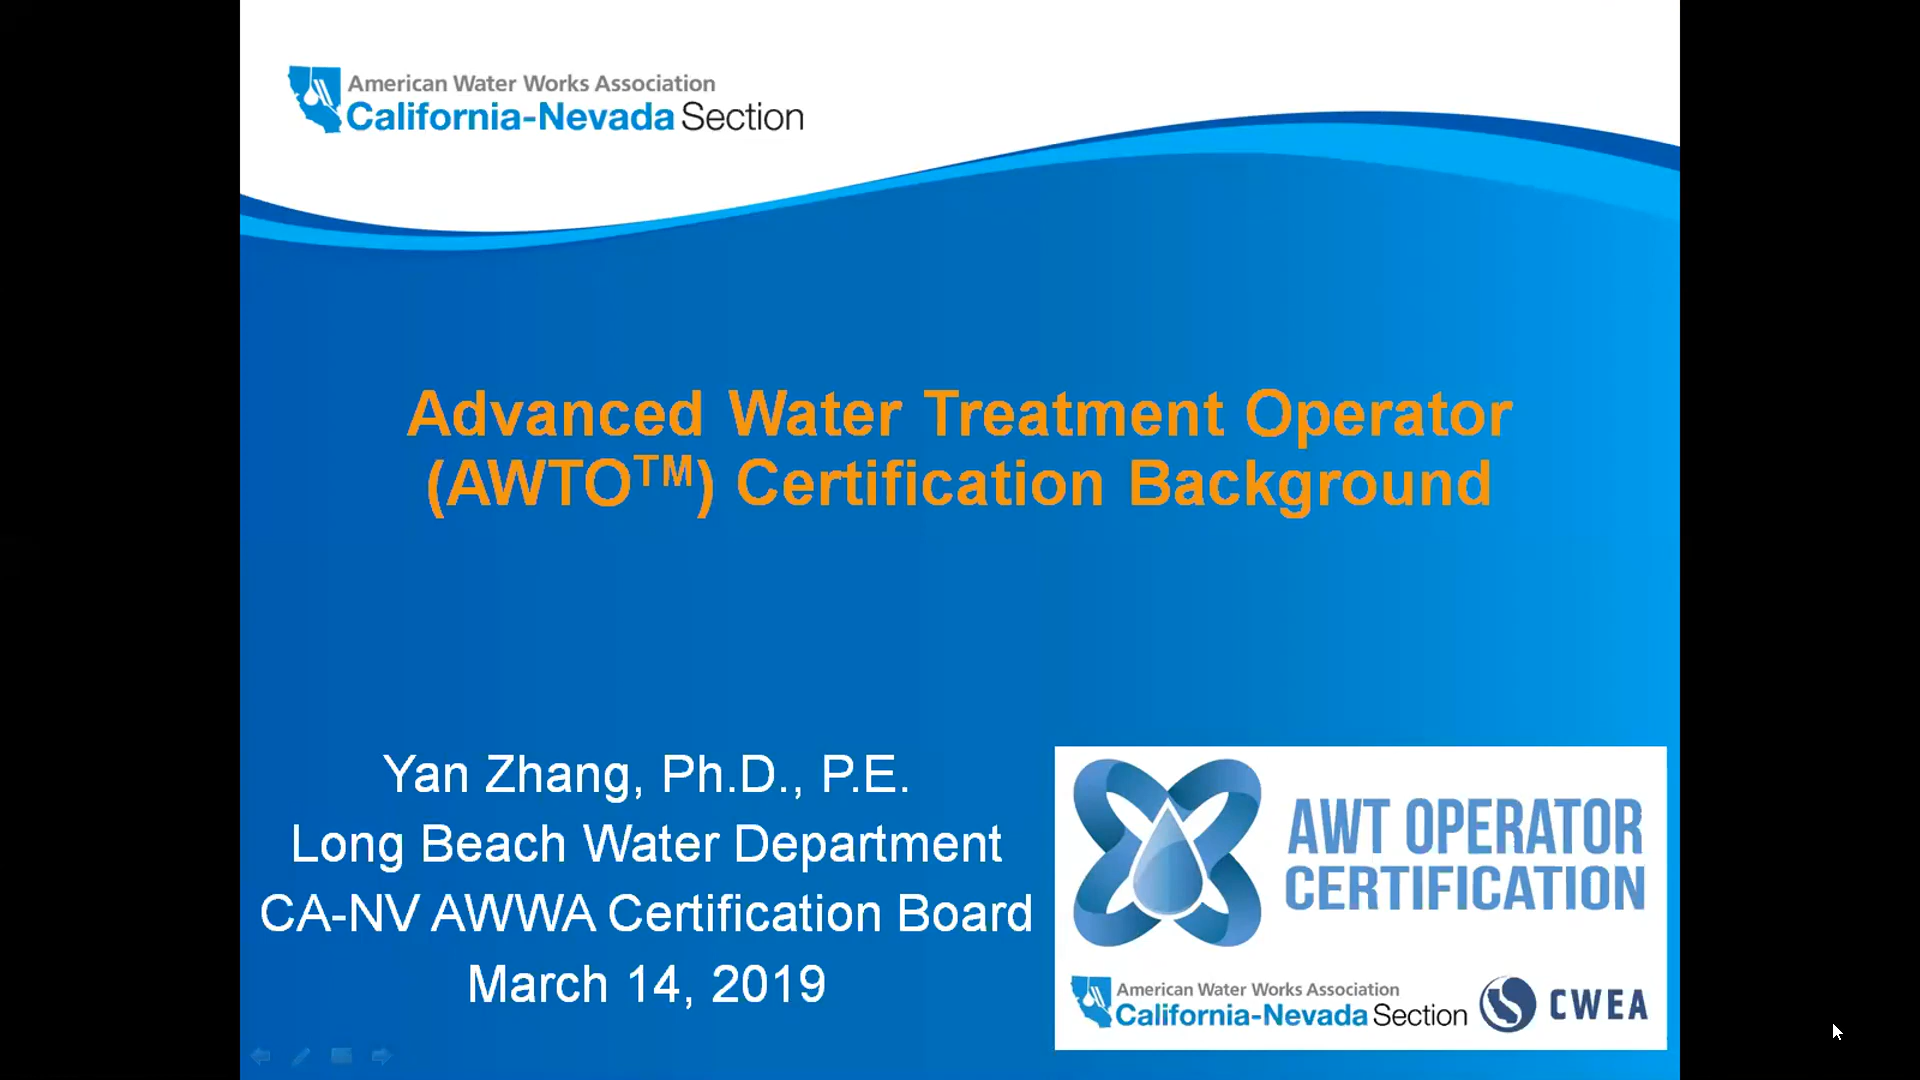 American Water Works Association
California-Nevada Section
Advanced Water Treatment Operator
(AWTO™) Certification Background
Yan Zhang, Ph.D., P.E.
Long Beach Water Department
CA-NV AWWA Certification Board
March 14, 2019
AWT OPERATOR
CERTIFICATION
American Water Works Association
California-Nevada Section
CWEA